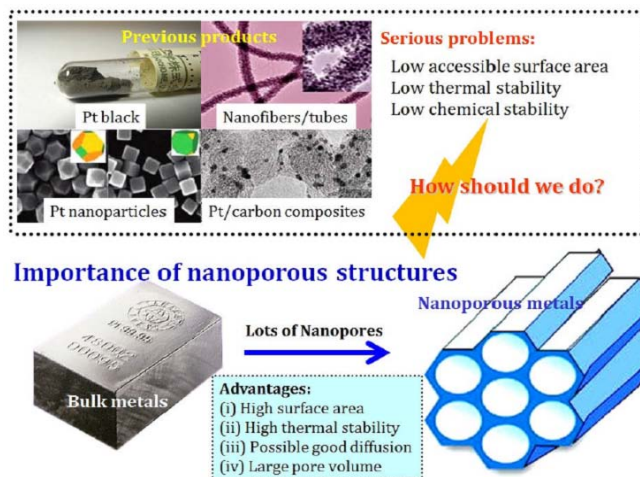 Previous products
Pt black
Nanofibers/tubes
Pt nanoparticles
Pt/carbon composites
Serious problems:
Low accessible surface area
Low thermal stability
Low chemical stability
How should we do?
Importance of nanoporous structures
Bulk metals
Lots of Nanopores
Advantages:
(i) High surface area
(ii) High thermal stability
(iii) Possible good diffusion
(iv) Large pore volume
Nanoporous metals